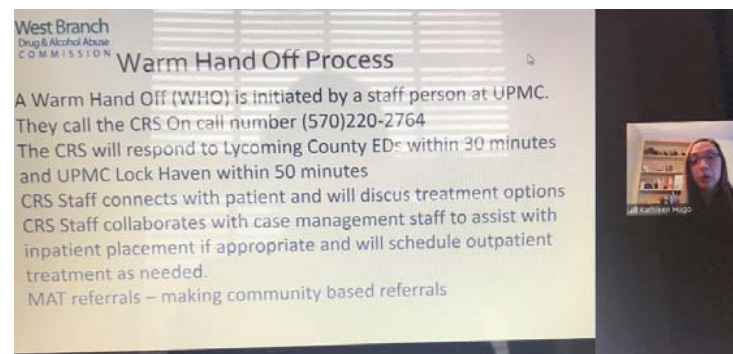 West Branch
Drug & Alcohol Abuse
COMMISSION
Warm Hand Off Process
A Warm Hand Off (WHO) is initiated by a staff person at UPMC.
They call the CRS On call number (570)220-2764
The CRS will respond to Lycoming County EDs within 30 minutes
and UPMC Lock Haven within 50 minutes
CRS Staff connects with patient and will discus treatment options
CRS Staff collaborates with case management staff to assist with
inpatient placement if appropriate and will schedule outpatient
treatment as needed.
MAT referrals – making community based referrals
Kathleen Hugo